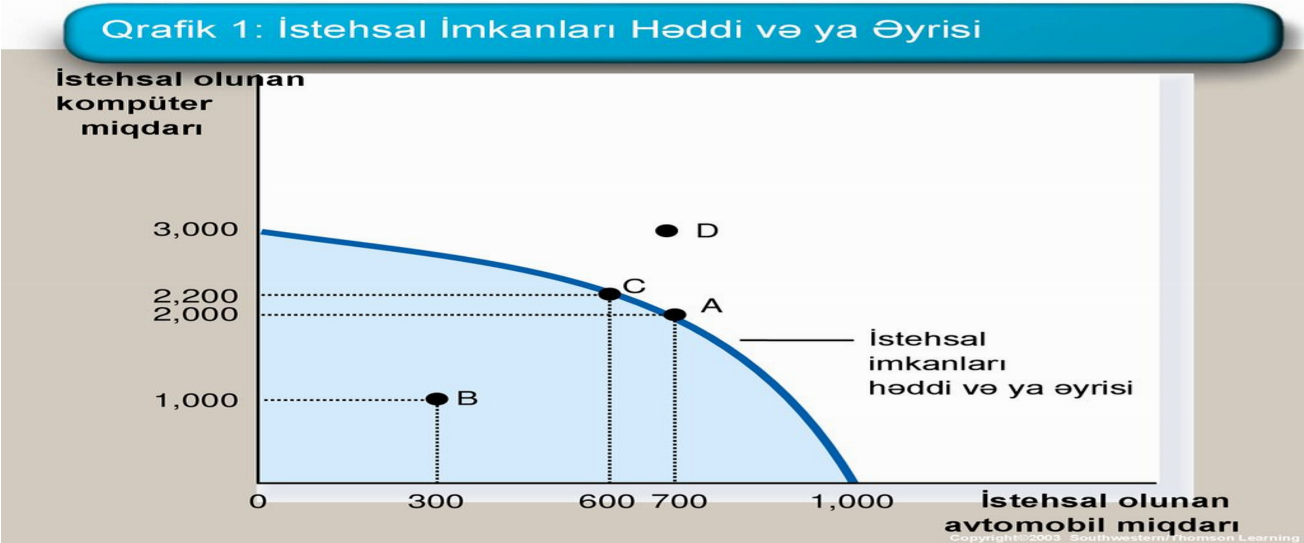 Qrafik 1: İstehsal İmkanları Həddi və ya Əyrisi
İstehsal olunan
kompüter
miqdarı
3,000
D
C
2,200
2,000
A
İstehsal
imkanları
həddi və ya əyrisi
1,000
B
0
300
600
700
1,000
İstehsal olunan
avtomobil miqdarı
Copyright©2003 Southwestern/Thomson Learning